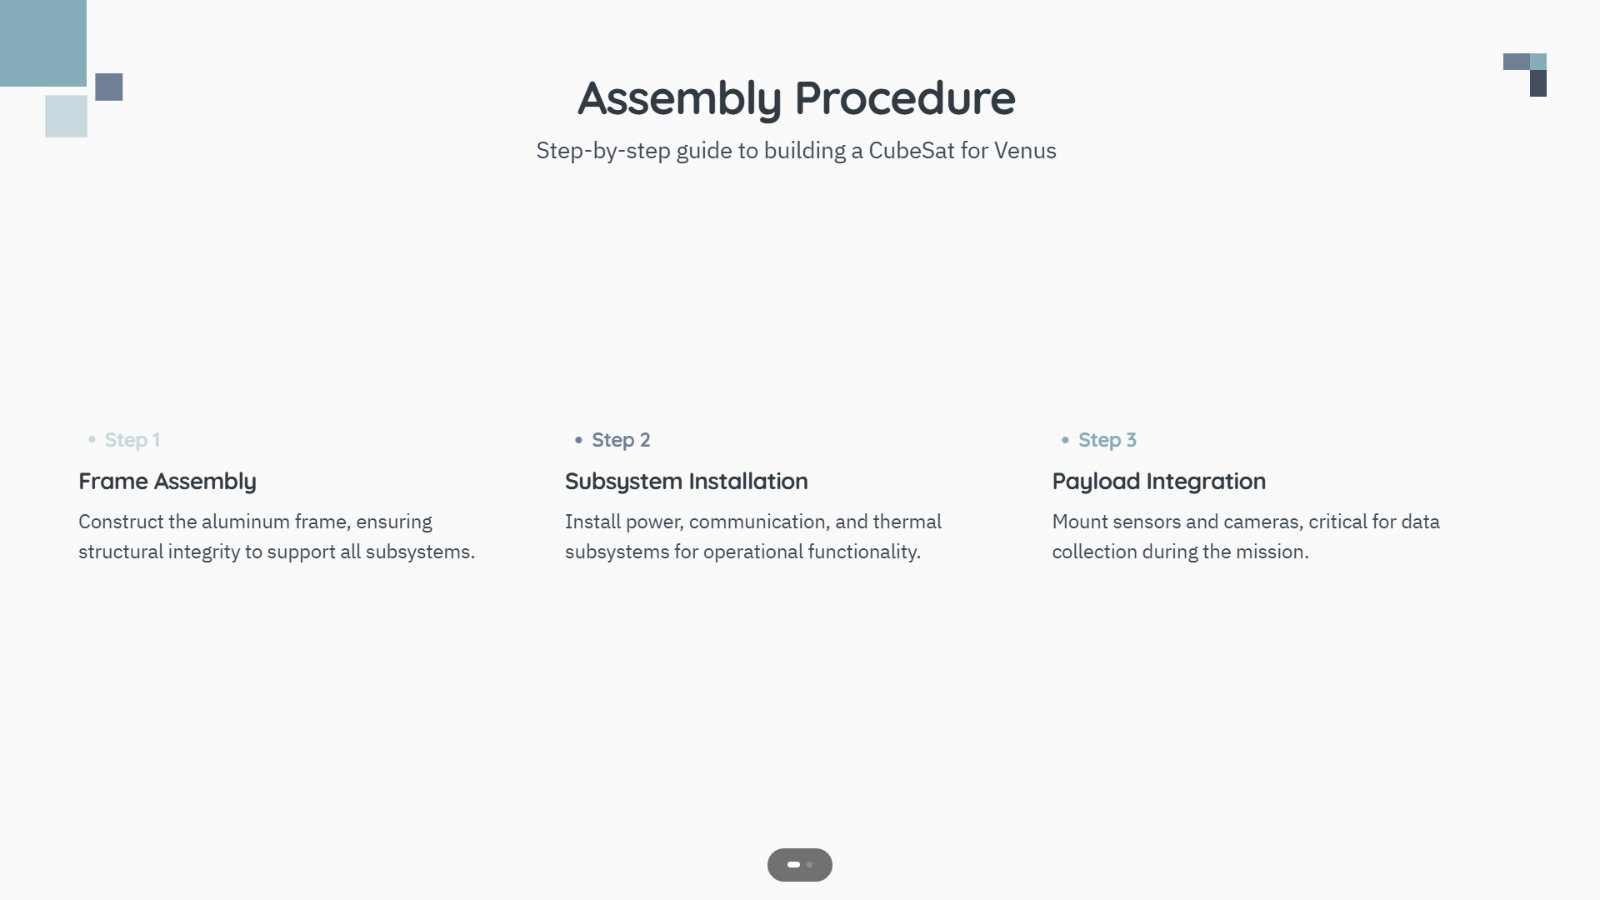 Assembly Procedure
Step-by-step guide to building a CubeSat for Venus
• Step 1
Frame Assembly
Construct the aluminum frame, ensuring
structural integrity to support all subsystems.
• Step 2
Subsystem Installation
Install power, communication, and thermal
subsystems for operational functionality.
• Step 3
Payload Integration
Mount sensors and cameras, critical for data
collection during the mission.